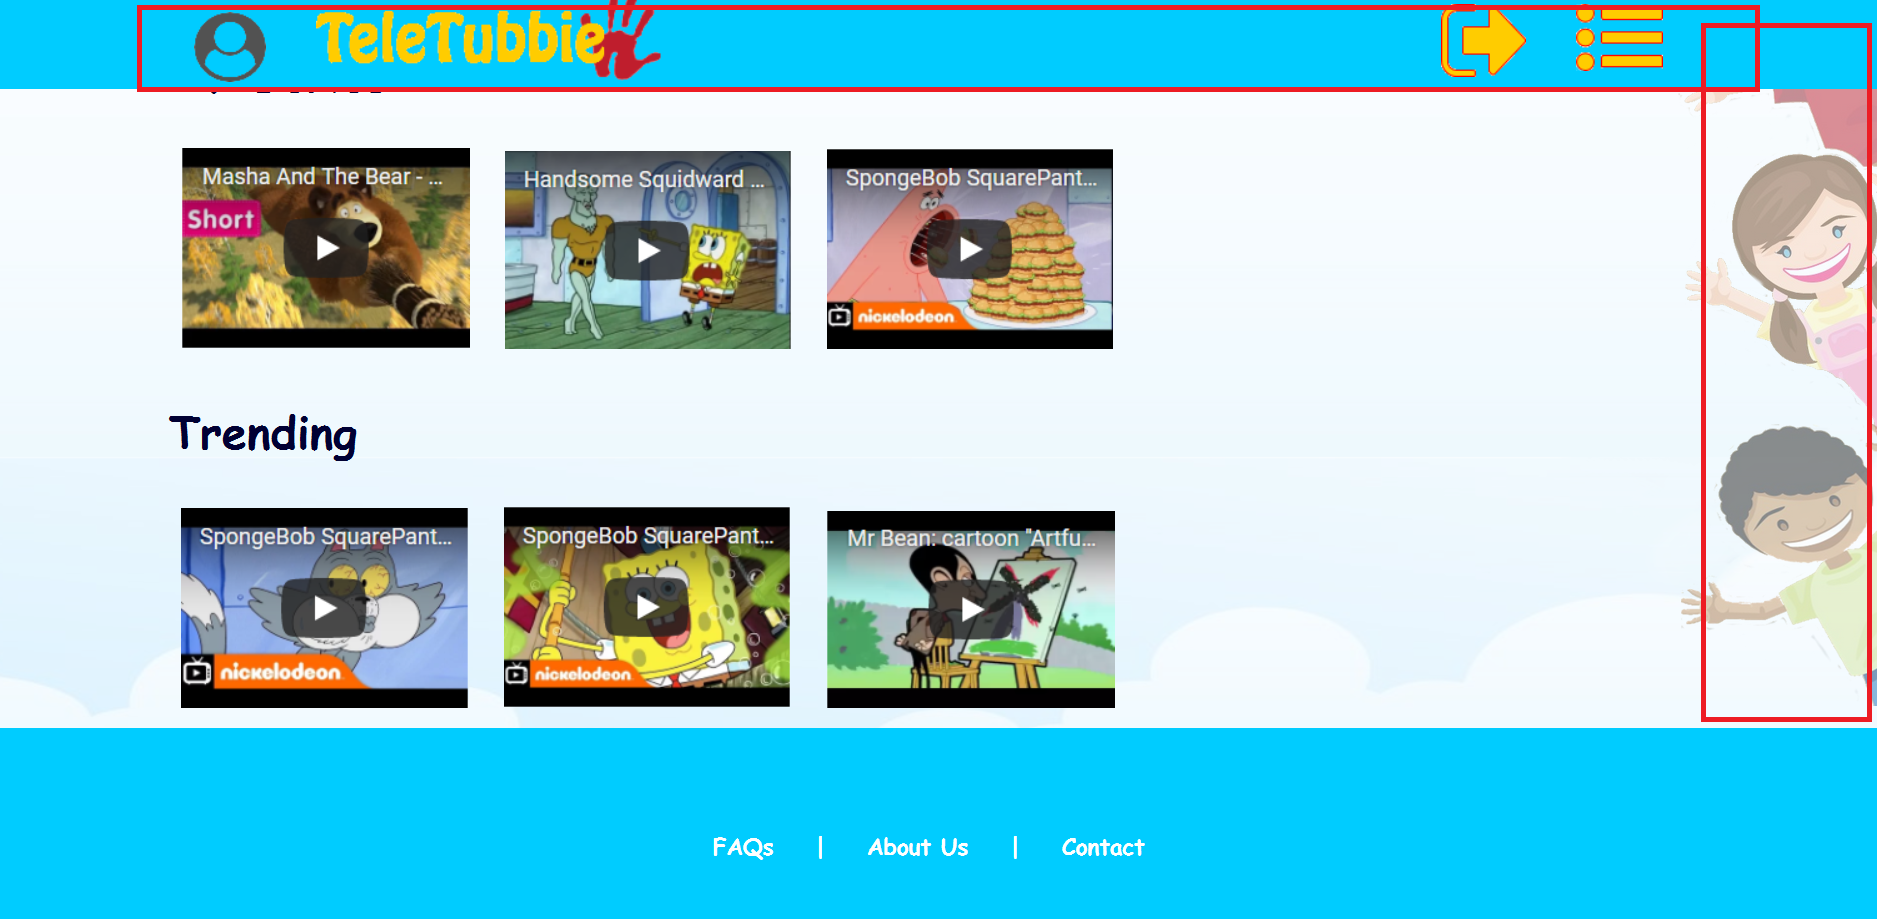 TeleTubbie
Masha And The Bear - ...
Short
Handsome Squidward ...
SpongeBob SquarePant...
nickelodeon
Trending
SpongeBob SquarePant...
nickelodeon
SpongeBob SquarePant...
nickelodeon
Mr Bean: cartoon "Artfu...
FAQs | About Us | Contact